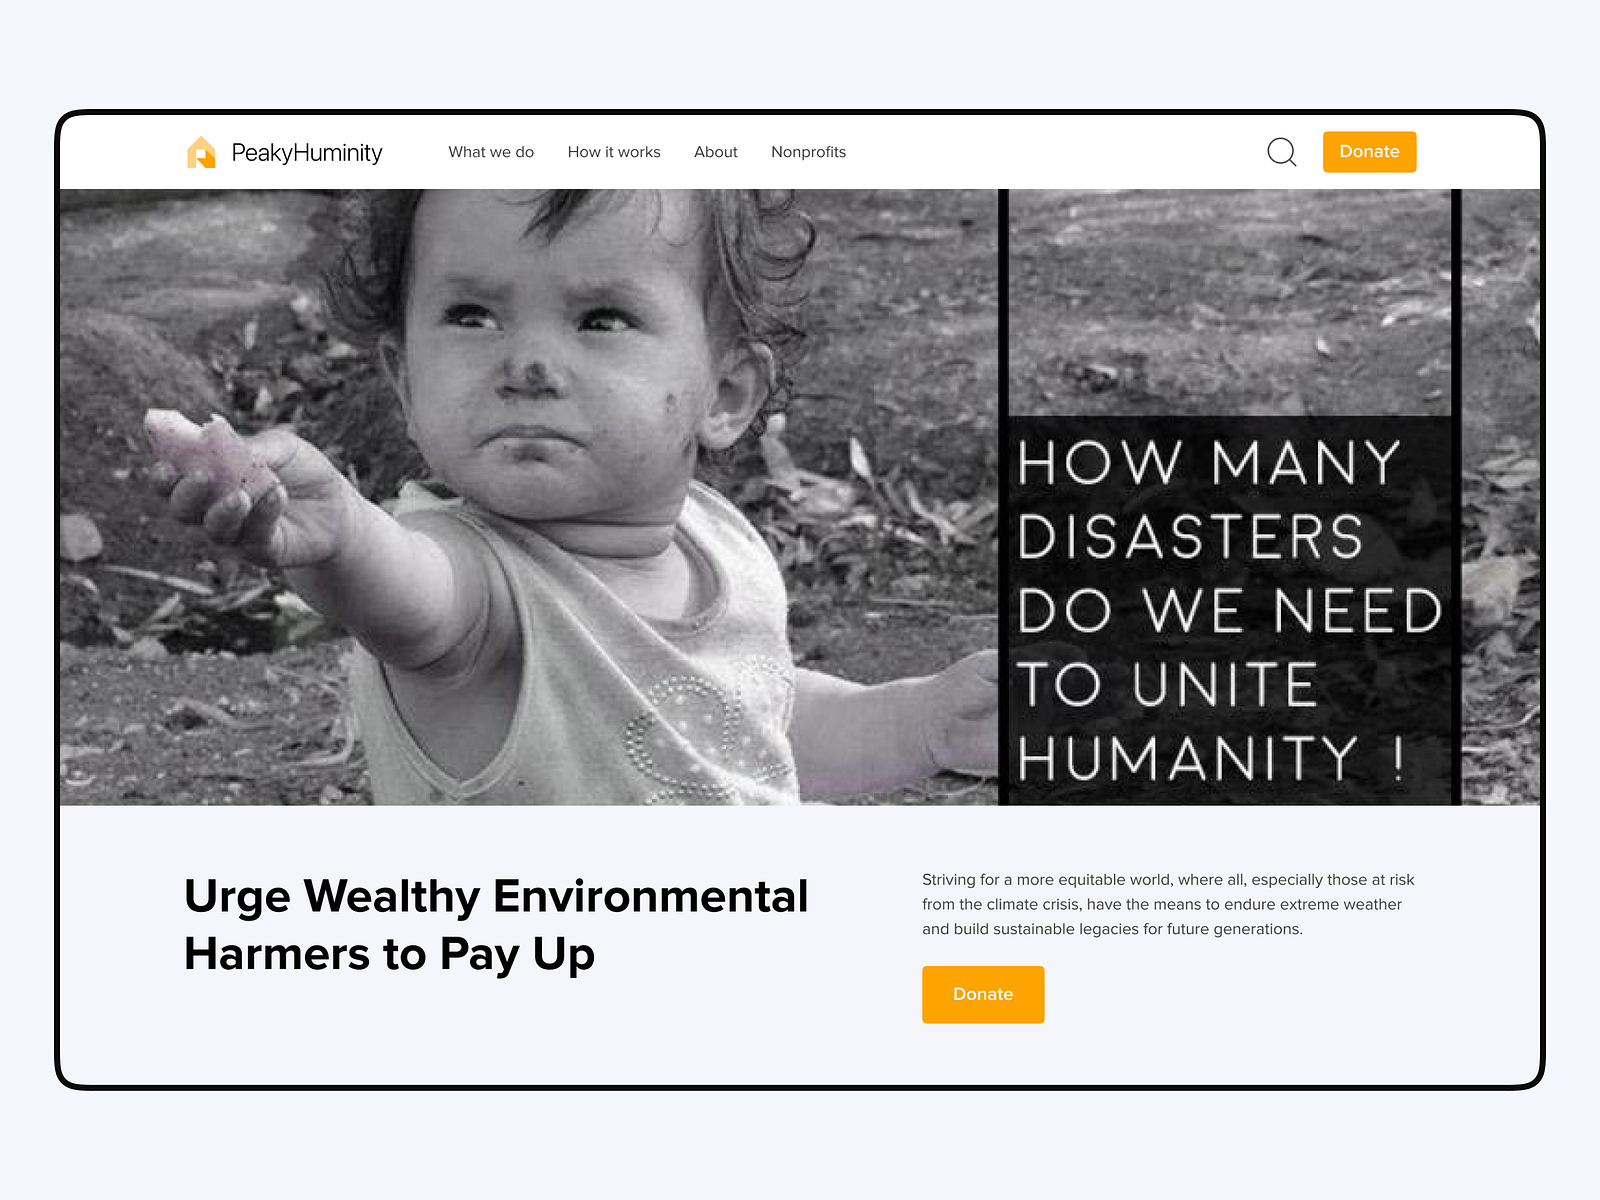 PeakyHuminity
What we do
How it works
About
Nonprofits
Donate
HOW MANY
DISASTERS
DO WE NEED
TO UNITE
HUMANITY !
Urge Wealthy Environmental
Harmers to Pay Up
Striving for a more equitable world, where all, especially those at risk
from the climate crisis, have the means to endure extreme weather
and build sustainable legacies for future generations.
Donate